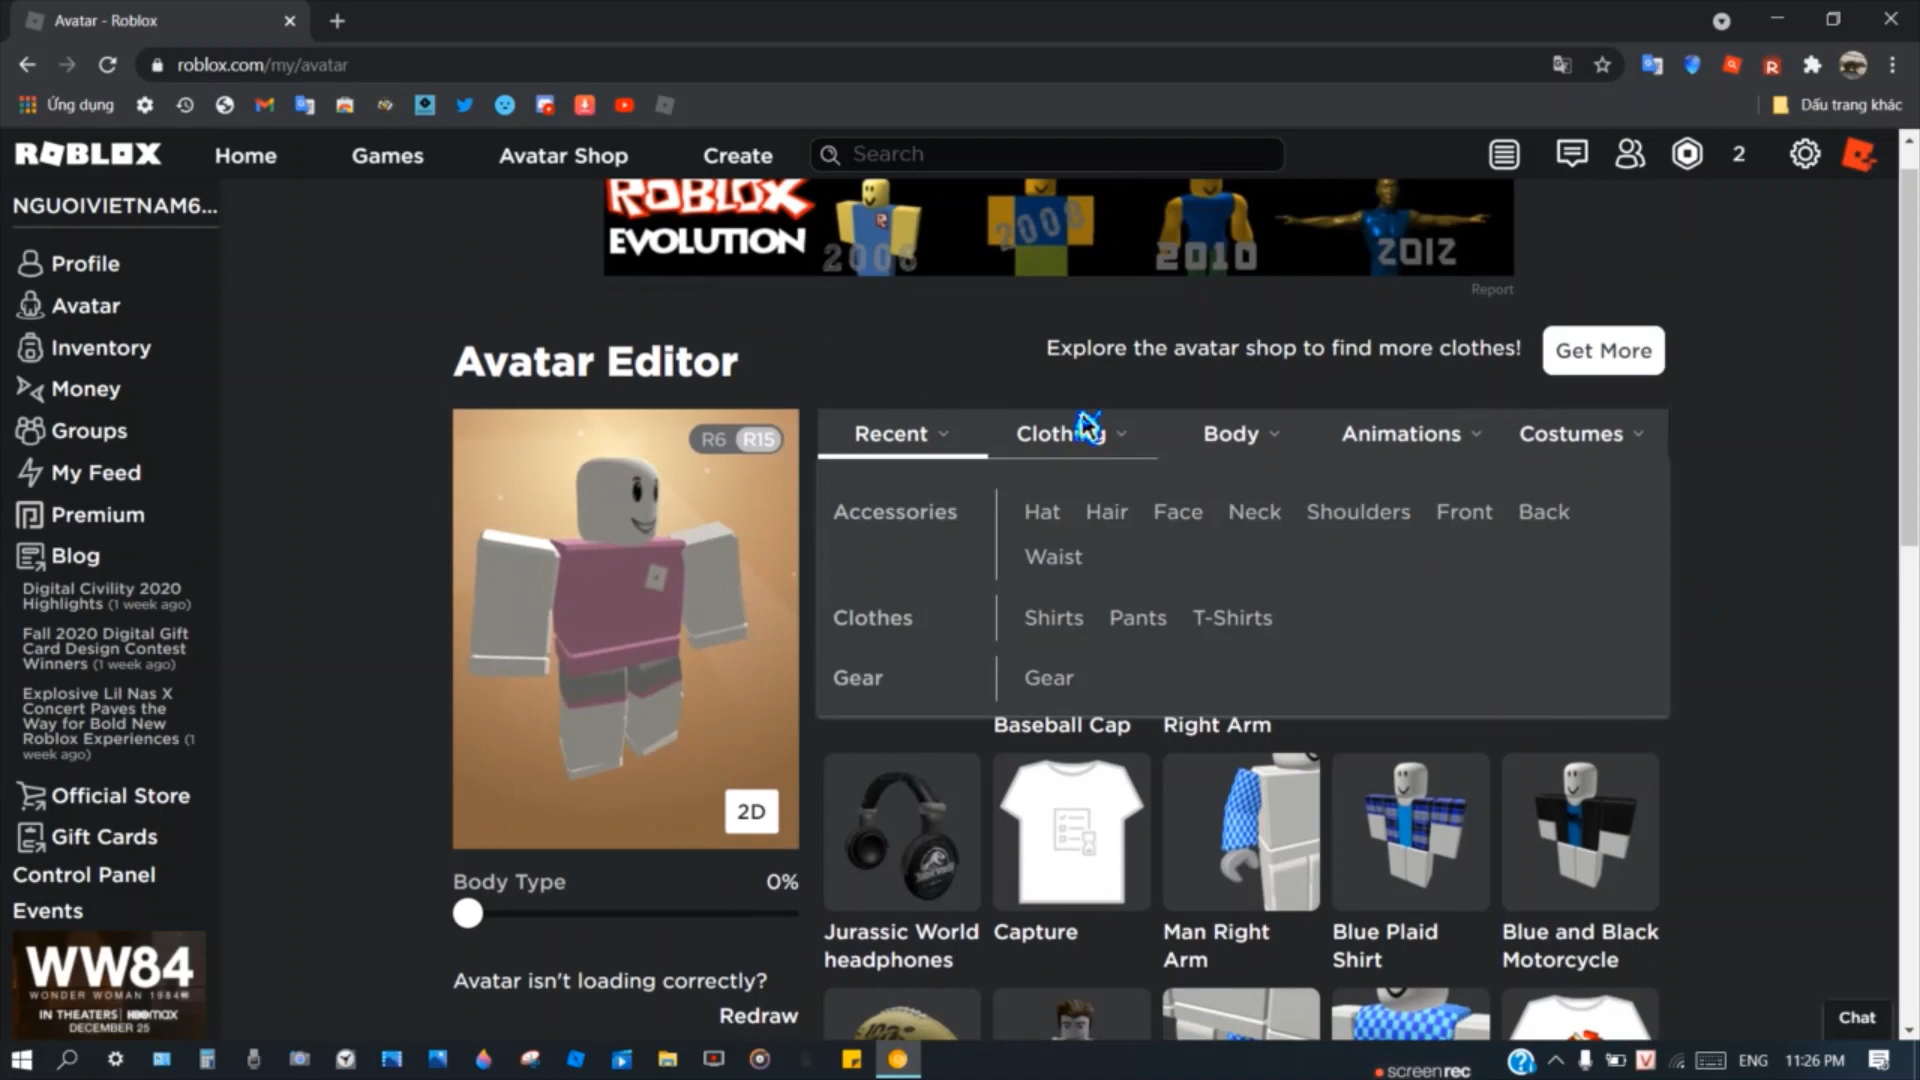 Avatar - Roblox
roblox.com/my/avatar
Ứng dụng
Dấu trang khác
ROBLOX
Home
Games
Avatar Shop
Create
Search
2
NGUOIVIETNAM6...
Profile
Avatar
Inventory
Money
Groups
My Feed
Premium
Blog
Digital Civility 2020
Highlights (1 week ago)
Fall 2020 Digital Gift
Card Design Contest
Winners (1 week ago)
Explosive Lil Nas X
Concert Paves the
Way for Bold New
Roblox Experiences (1
week ago)
Official Store
Gift Cards
Control Panel
Events
WW84
WONDER WOMAN 1984
IN THEATERS | HBOmax
DECEMBER 25
ROBLOX
EVOLUTION
2006
2008
2010
2012
Report
Avatar Editor
Explore the avatar shop to find more clothes!
Get More
R6 R15
2D
Body Type
0%
Avatar isn't loading correctly?
Redraw
Recent
Clothing
Body
Animations
Costumes
Accessories
Hat Hair Face Neck Shoulders Front Back
Waist
Clothes
Shirts Pants T-Shirts
Gear
Gear
Baseball Cap
Right Arm
Jurassic World
headphones
Capture
Man Right
Arm
Blue Plaid
Shirt
Blue and Black
Motorcycle
Chat
screenrec
ENG
11:26 PM